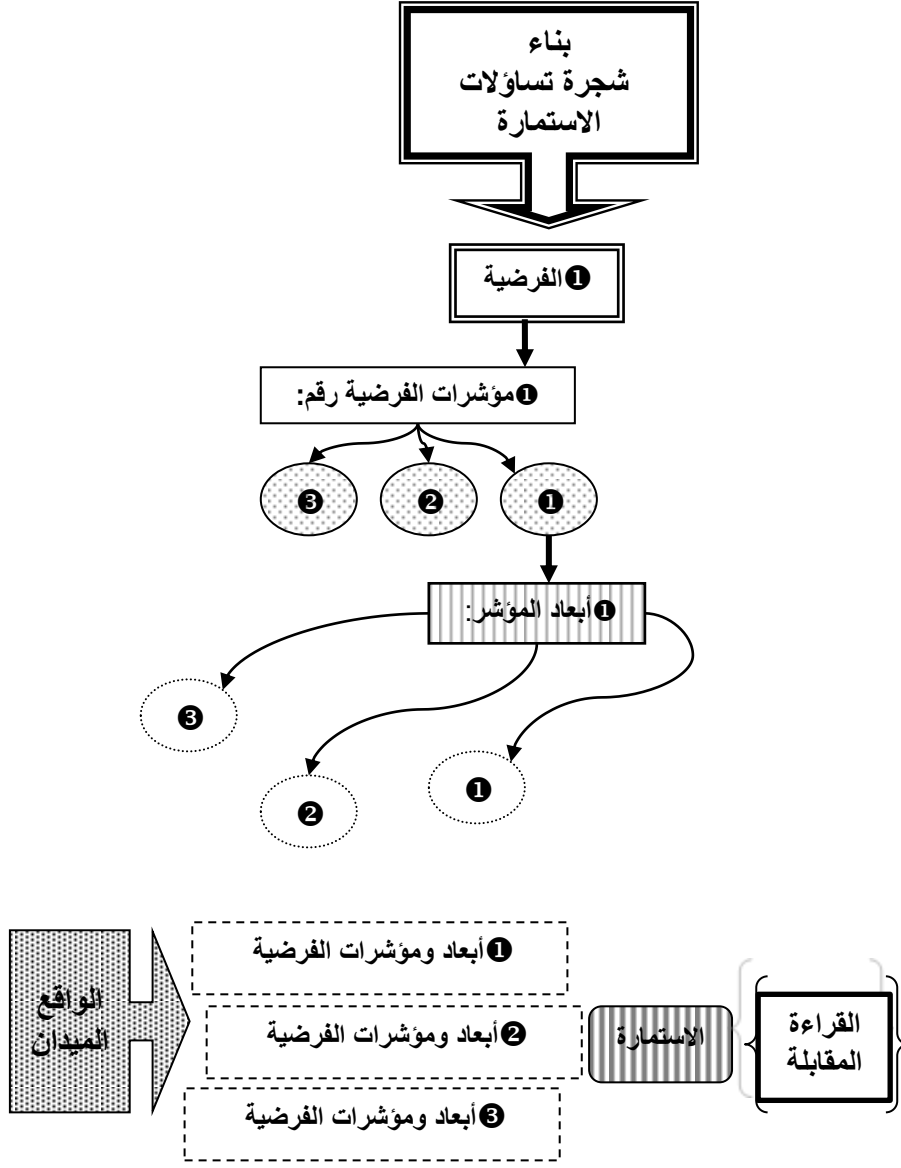 بناء
شجرة تساؤلات
الاستمارة
❶الفرضية
❶مؤشرات الفرضية رقم:
❶
❷
❸
❶أبعاد المؤشر:
❸
❶
❷
❶أبعاد ومؤشرات الفرضية
❷أبعاد ومؤشرات الفرضية
❸أبعاد ومؤشرات الفرضية
القراءة
المقابلة
الاستمارة
الواقع
الميدان